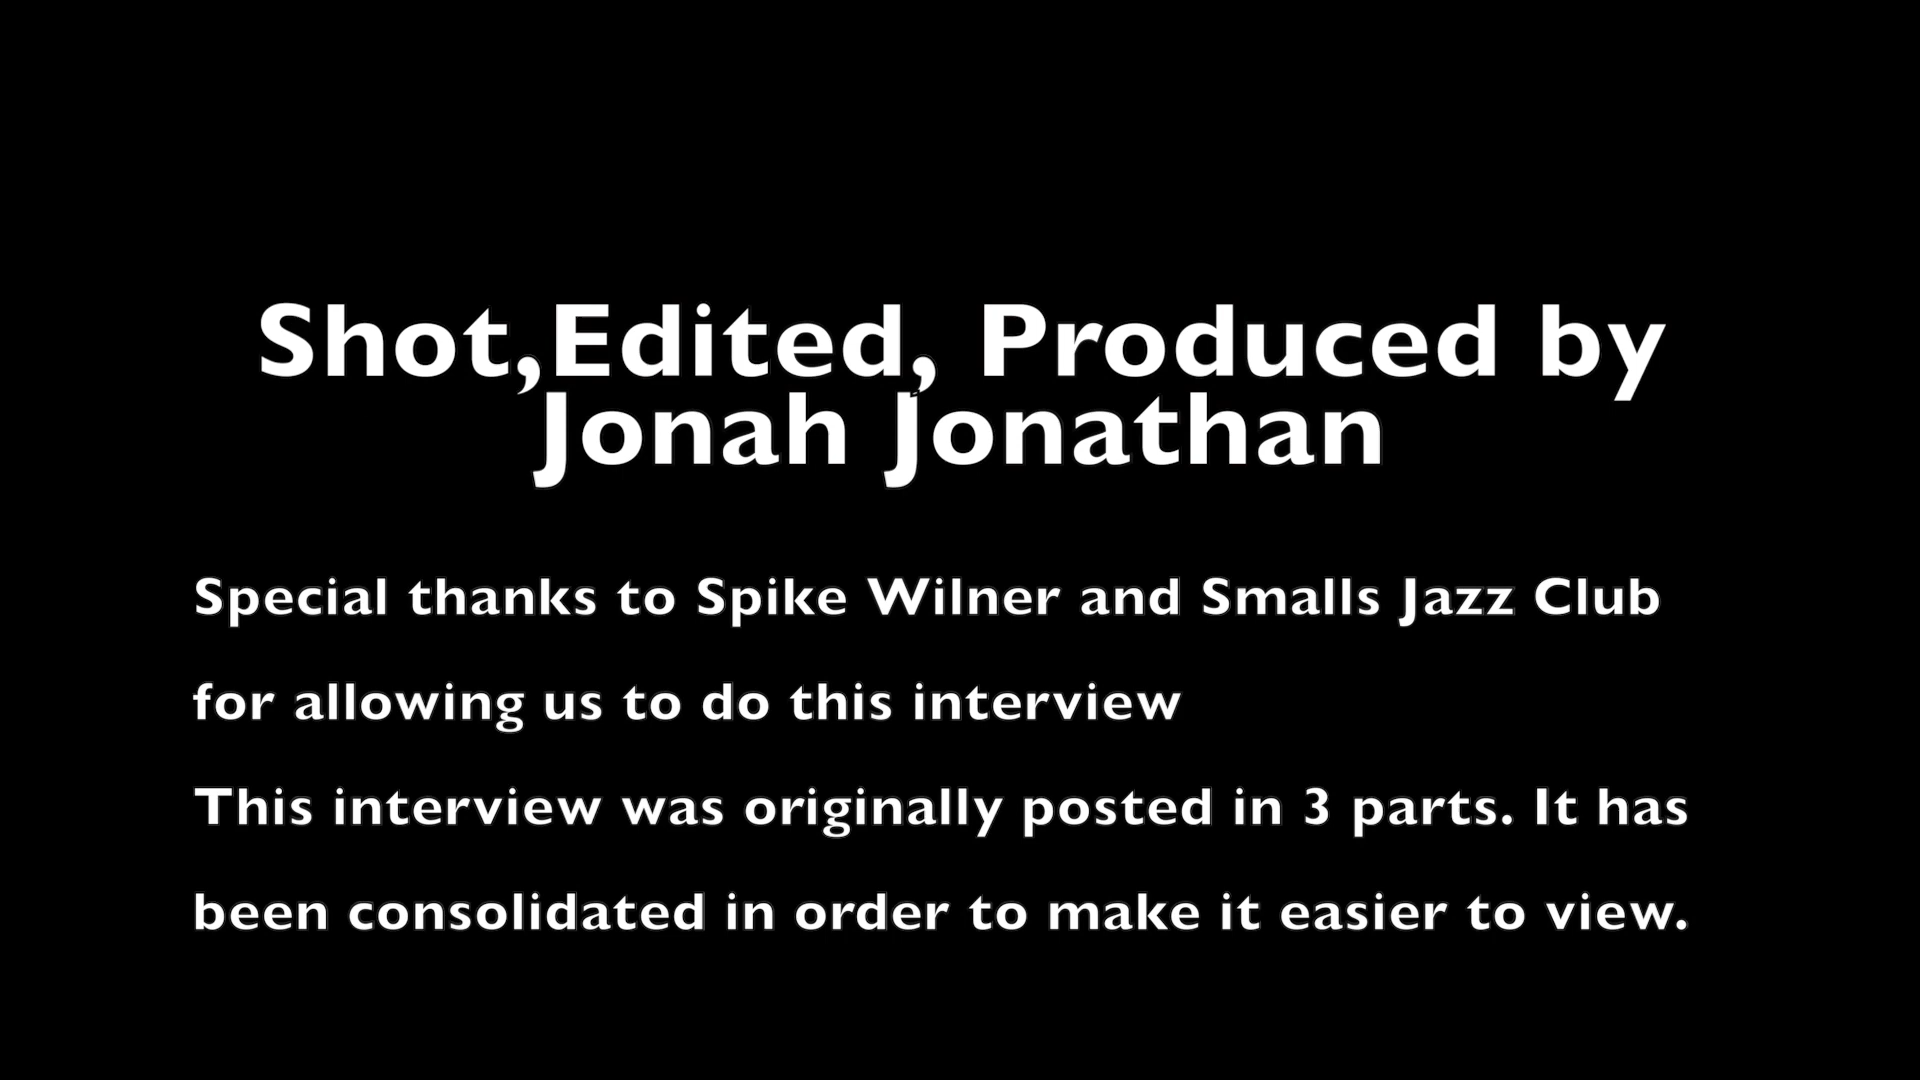 Shot,Edited, Produced by
Jonah Jonathan
Special thanks to Spike Wilner and Smalls Jazz Club
for allowing us to do this interview
This interview was originally posted in 3 parts. It has
been consolidated in order to make it easier to view.